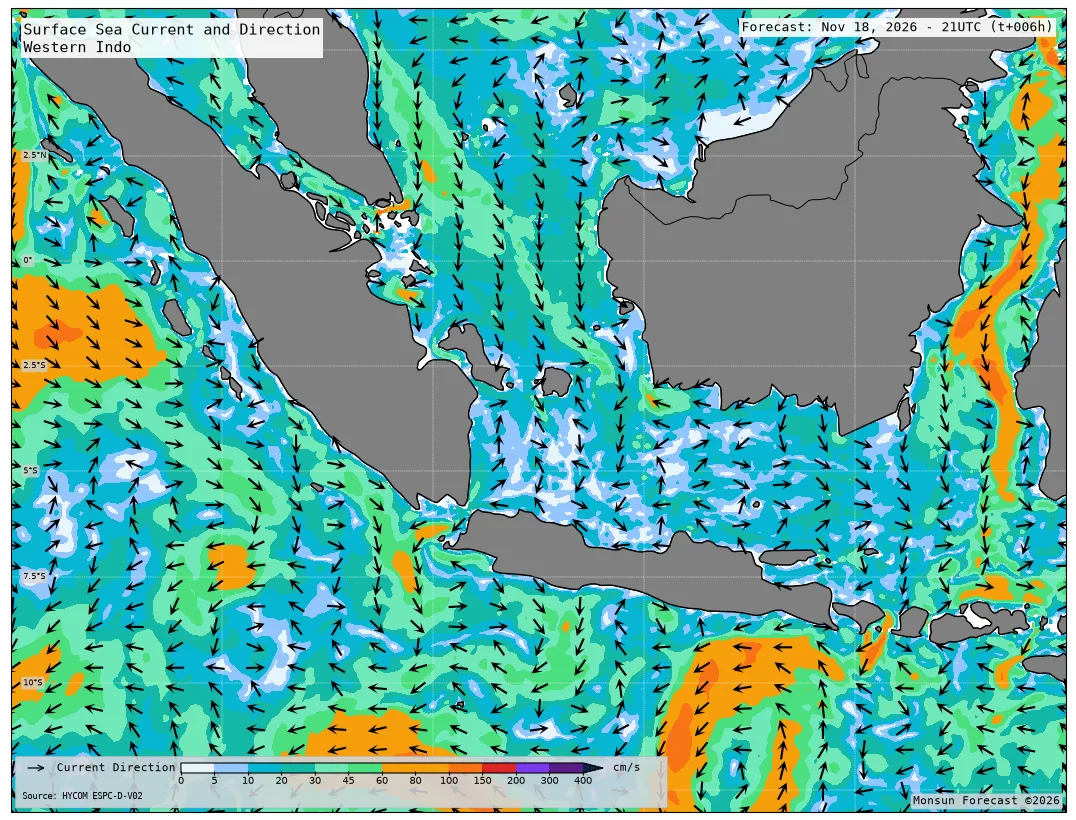 Surface Sea Current and Direction
Western Indo
Forecast: Nov 18, 2026 - 21UTC (t+006h)
2.5°N
0°
2.5°S
5°S
7.5°S
10°S
Current Direction
0 5 10 20 30 45 60 80 100 150 200 300 400 cm/s
Source: HYCOM ESPC-D-V02
Monsun Forecast ©2026